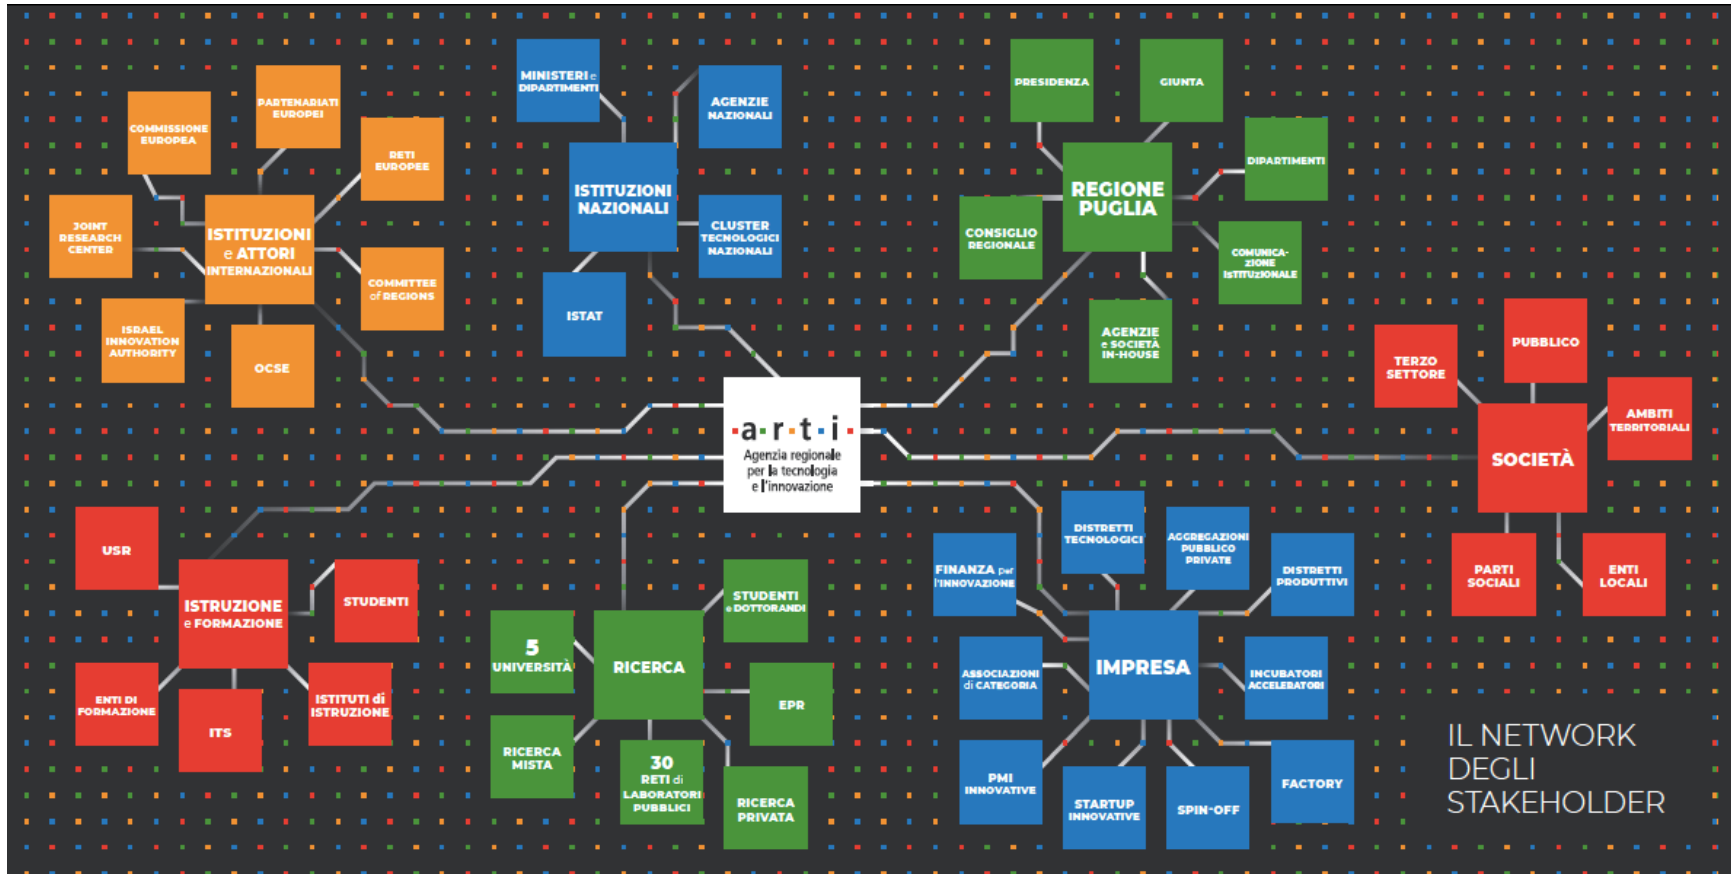 COMMISSIONE
EUROPEA
PARTENARIATI
EUROPEI
RETI
EUROPEE
JOINT
RESEARCH
CENTER
ISTITUZIONI
e ATTORI
INTERNAZIONALI
COMMITTEE
of REGIONS
ISRAEL
INNOVATION
AUTHORITY
OCSE
MINISTERI e
DIPARTIMENTI
AGENZIE
NAZIONALI
ISTITUZIONI
NAZIONALI
CLUSTER
TECNOLOGICI
NAZIONALI
ISTAT
PRESIDENZA
GIUNTA
DIPARTIMENTI
REGIONE
PUGLIA
CONSIGLIO
REGIONALE
COMUNICA-
ZIONE
ISTITUZIONALE
AGENZIE
e SOCIETÀ
IN-HOUSE
TERZO
SETTORE
PUBBLICO
AMBITI
TERRITORIALI
SOCIETÀ
PARTI
SOCIALI
ENTI
LOCALI
·a·r·t·i·
Agenzia regionale
per la tecnologia
e l'innovazione
USR
ISTRUZIONE
e FORMAZIONE
STUDENTI
ENTI DI
FORMAZIONE
ITS
ISTITUTI di
ISTRUZIONE
5
UNIVERSITÀ
STUDENTI
e DOTTORANDI
RICERCA
EPR
RICERCA
MISTA
30
RETI di
LABORATORI
PUBBLICI
RICERCA
PRIVATA
FINANZA per
l'INNOVAZIONE
DISTRETTI
TECNOLOGICI
AGGREGAZIONI
PUBBLICO
PRIVATE
DISTRETTI
PRODUTTIVI
ASSOCIAZIONI
di CATEGORIA
IMPRESA
INCUBATORI
ACCELERATORI
PMI
INNOVATIVE
STARTUP
INNOVATIVE
SPIN-OFF
FACTORY
IL NETWORK
DEGLI
STAKEHOLDER